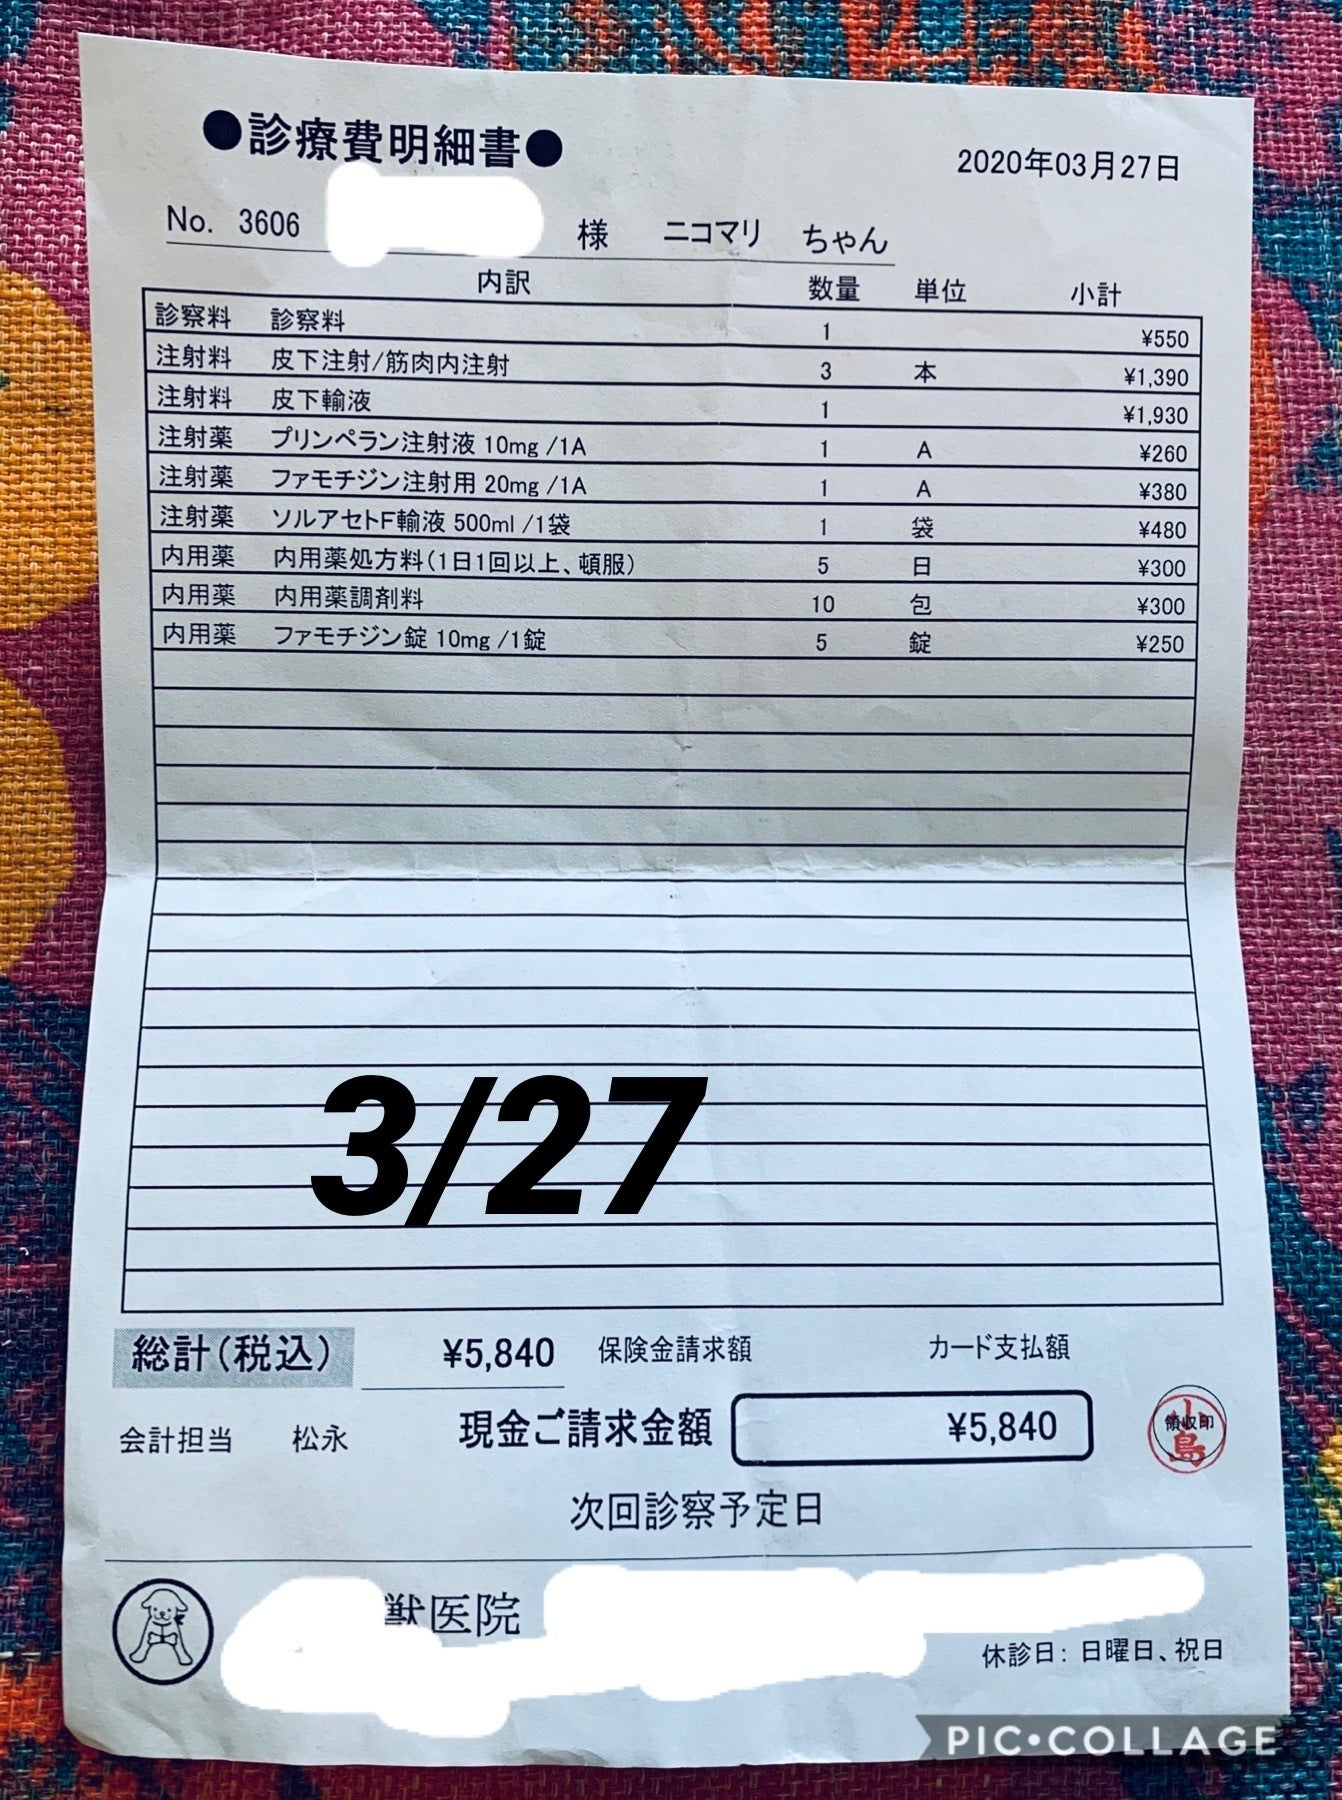 ●診療費明細書●
2020年03月27日
No. 3606 様 ニコマリ ちゃん
内訳 数量 単位 小計
診察料 診察料 1 ¥550
注射料 皮下注射/筋肉内注射 3 本 ¥1,390
注射料 皮下輸液 1 ¥1,930
注射薬 プリンペラン注射液 10mg /1A 1 A ¥260
注射薬 ファモチジン注射用 20mg /1A 1 A ¥380
注射薬 ソルアセトF輸液 500ml /1袋 1 袋 ¥480
内用薬 内用薬処方料(1日1回以上、頓服) 5 日 ¥300
内用薬 内用薬調剤料 10 包 ¥300
内用薬 ファモチジン錠 10mg /1錠 5 錠 ¥250
3/27
総計(税込) ¥5,840 保険金請求額 カード支払額
会計担当 松永 現金ご請求金額 ¥5,840 領収印 小島
次回診察予定日
獣医院
休診日: 日曜日、祝日
PIC•COLLAGE